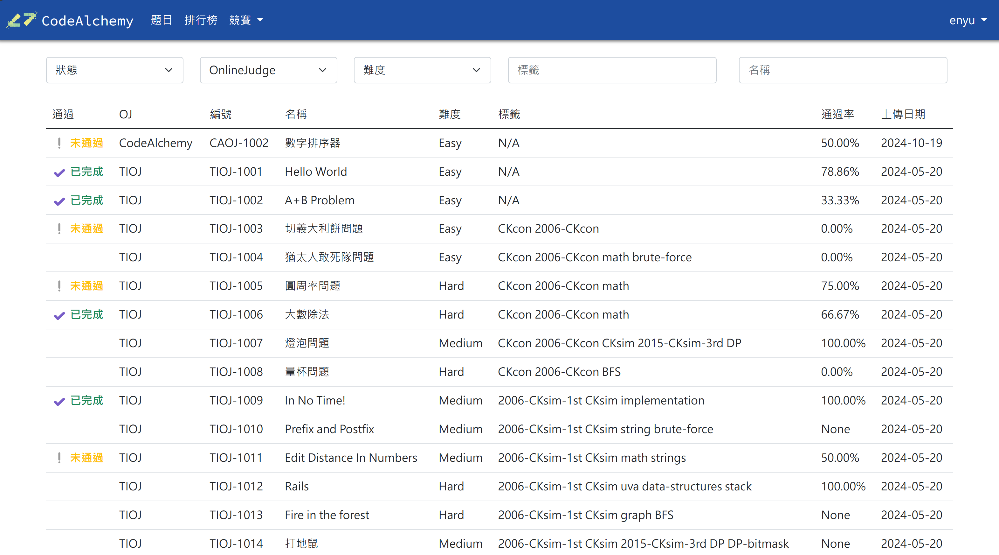 CodeAlchemy 題目 排行榜 競賽 enyu
狀態 OnlineJudge 難度 標籤 名稱
通過 OJ 編號 名稱 難度 標籤 通過率 上傳日期
未通過 CodeAlchemy CAOJ-1002 數字排序器 Easy N/A 50.00% 2024-10-19
已完成 TIOJ TIOJ-1001 Hello World Easy N/A 78.86% 2024-05-20
已完成 TIOJ TIOJ-1002 A+B Problem Easy N/A 33.33% 2024-05-20
未通過 TIOJ TIOJ-1003 切義大利餅問題 Easy CKcon 2006-CKcon 0.00% 2024-05-20
TIOJ TIOJ-1004 猶太人敢死隊問題 Easy CKcon 2006-CKcon math brute-force 0.00% 2024-05-20
未通過 TIOJ TIOJ-1005 圓周率問題 Hard CKcon 2006-CKcon math 75.00% 2024-05-20
已完成 TIOJ TIOJ-1006 大數除法 Hard CKcon 2006-CKcon math 66.67% 2024-05-20
TIOJ TIOJ-1007 燈泡問題 Medium CKcon 2006-CKcon CKsim 2015-CKsim-3rd DP 100.00% 2024-05-20
TIOJ TIOJ-1008 量杯問題 Hard CKcon 2006-CKcon BFS 0.00% 2024-05-20
已完成 TIOJ TIOJ-1009 In No Time! Medium 2006-CKsim-1st CKsim implementation 100.00% 2024-05-20
TIOJ TIOJ-1010 Prefix and Postfix Medium 2006-CKsim-1st CKsim string brute-force None 2024-05-20
未通過 TIOJ TIOJ-1011 Edit Distance In Numbers Medium 2006-CKsim-1st CKsim math strings 50.00% 2024-05-20
TIOJ TIOJ-1012 Rails Hard 2006-CKsim-1st CKsim uva data-structures stack 100.00% 2024-05-20
TIOJ TIOJ-1013 Fire in the forest Hard 2006-CKsim-1st CKsim graph BFS None 2024-05-20
TIOJ TIOJ-1014 打地鼠 Medium 2006-CKsim-1st CKsim 2015-CKsim-3rd DP DP-bitmask None 2024-05-20